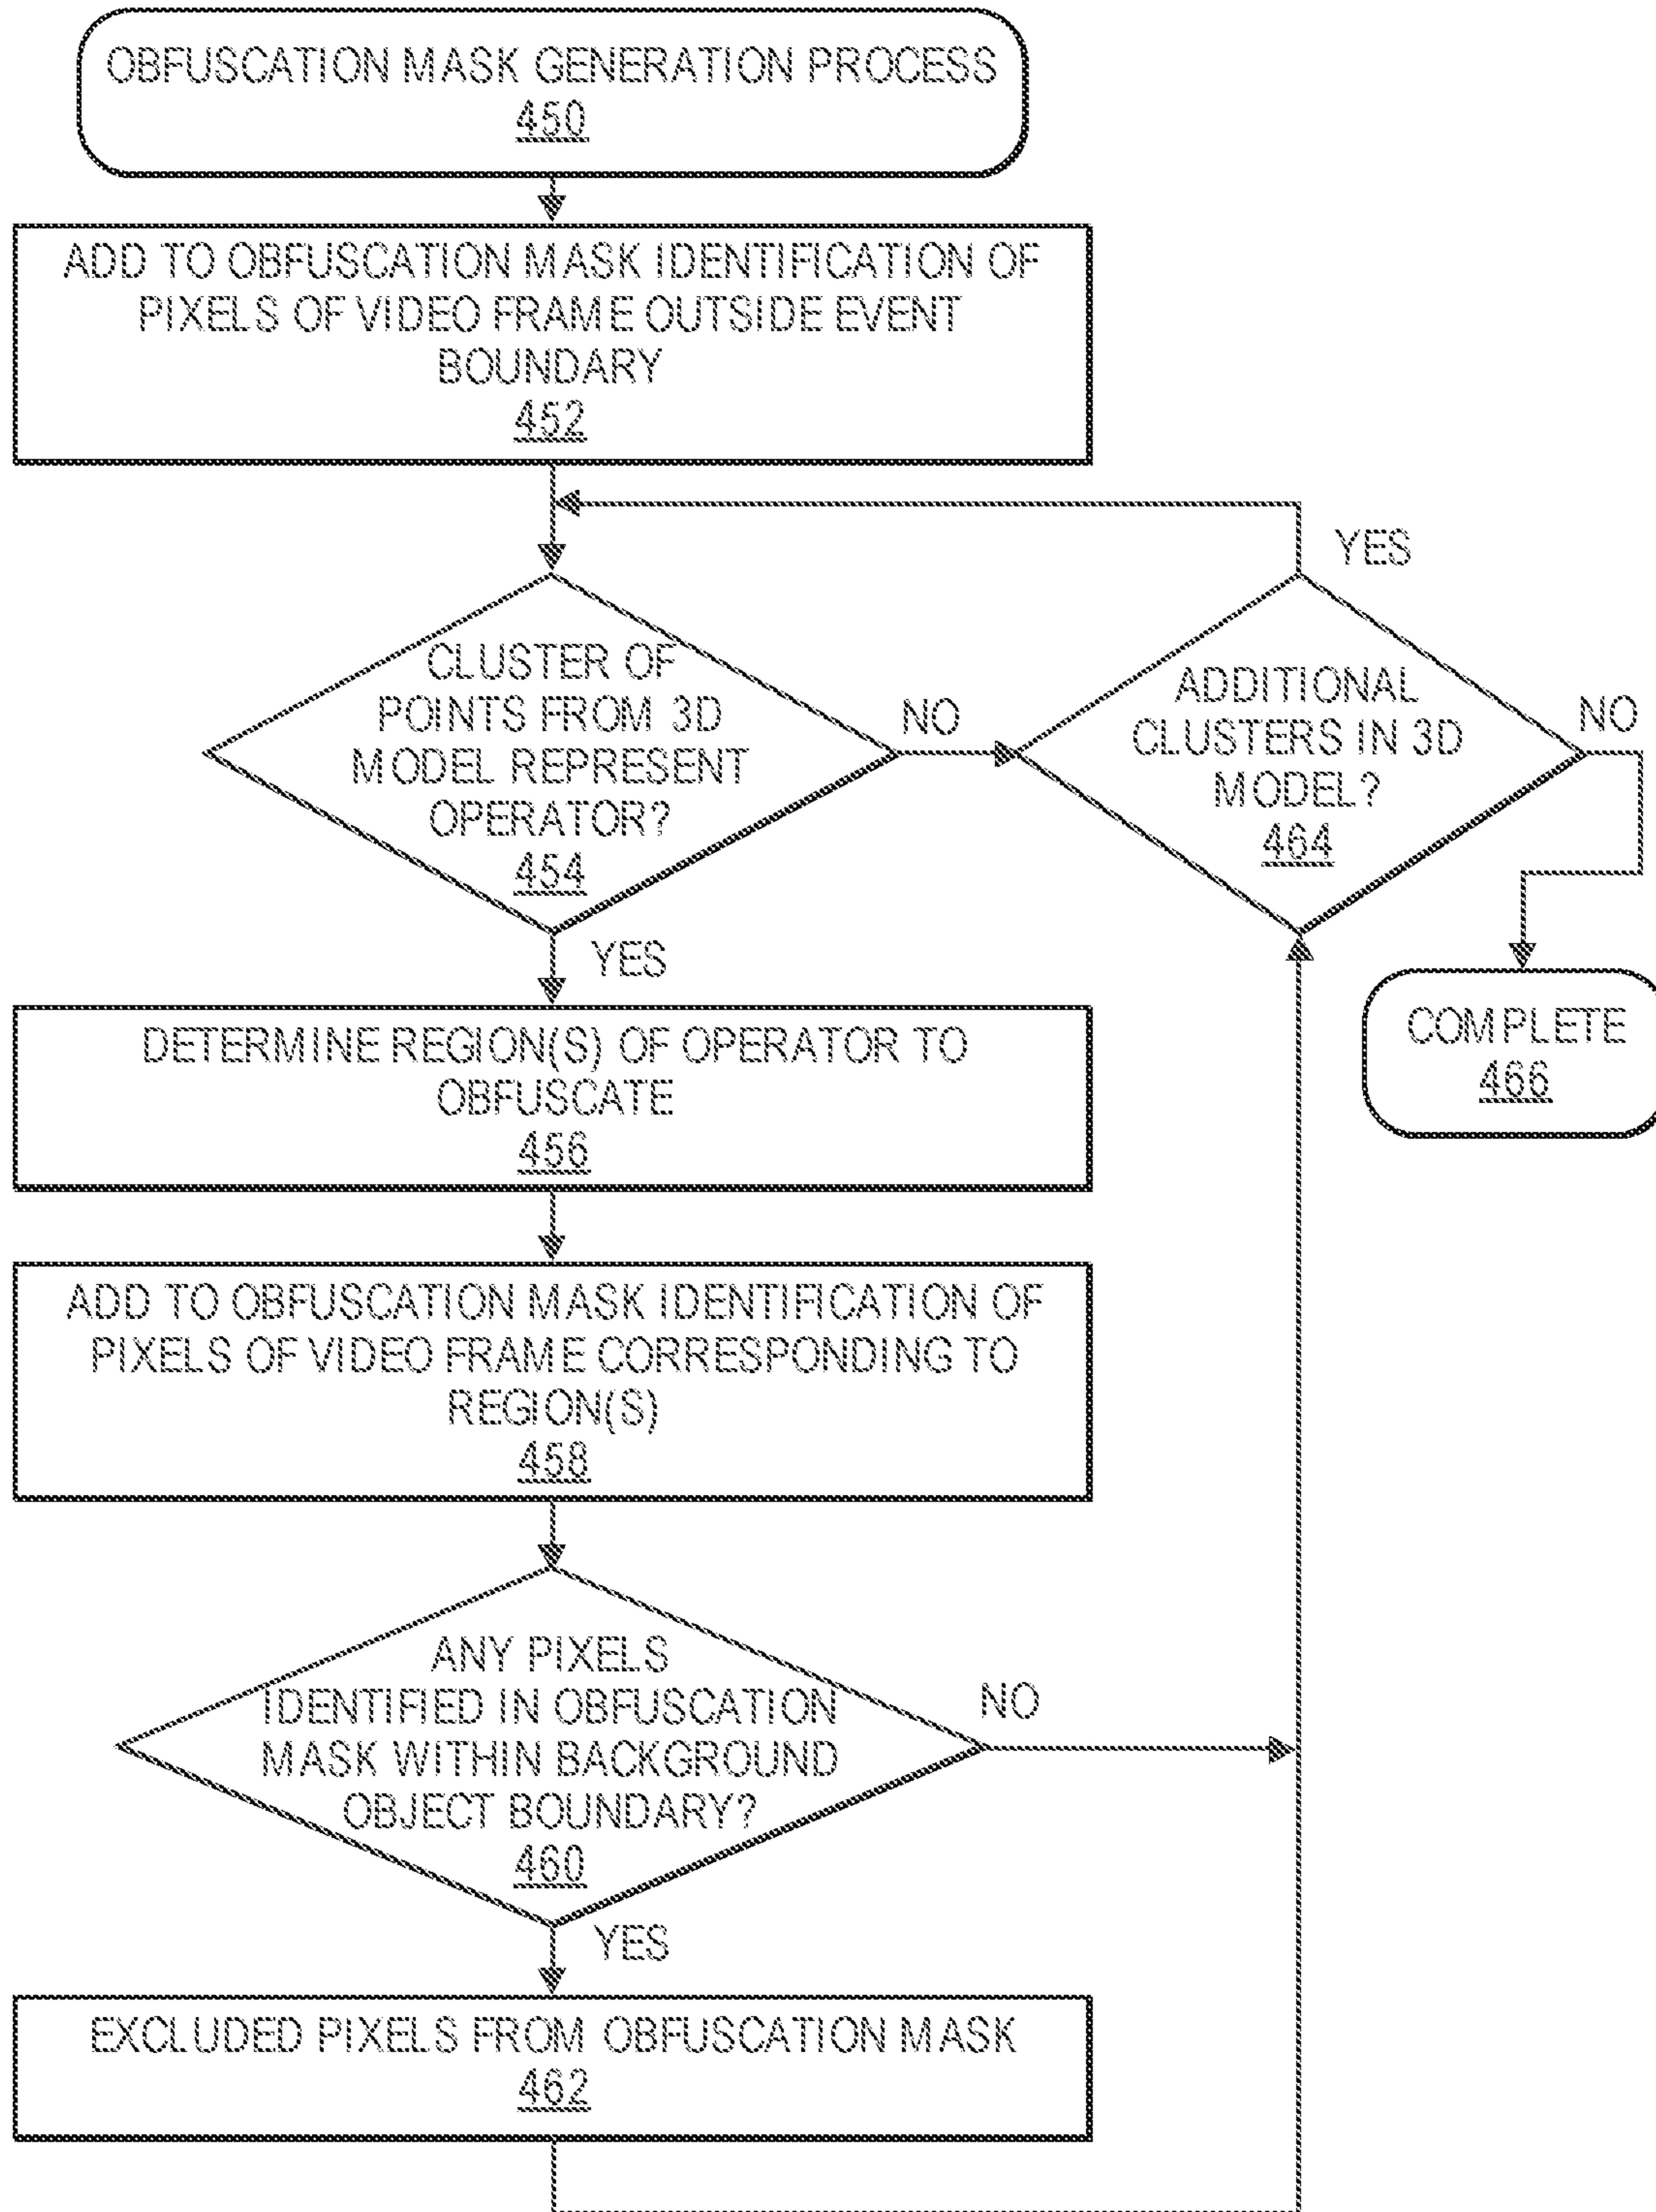 OBFUSCATION MASK GENERATION PROCESS
450
ADD TO OBFUSCATION MASK IDENTIFICATION OF
PIXELS OF VIDEO FRAME OUTSIDE EVENT
BOUNDARY
452
YES
CLUSTER OF
POINTS FROM 3D
MODEL REPRESENT
OPERATOR?
454
NO
ADDITIONAL
CLUSTERS IN 3D
MODEL?
464
NO
YES
COMPLETE
466
DETERMINE REGION(S) OF OPERATOR TO
OBFUSCATE
456
ADD TO OBFUSCATION MASK IDENTIFICATION OF
PIXELS OF VIDEO FRAME CORRESPONDING TO
REGION(S)
458
ANY PIXELS
IDENTIFIED IN OBFUSCATION
MASK WITHIN BACKGROUND
OBJECT BOUNDARY?
460
NO
YES
EXCLUDED PIXELS FROM OBFUSCATION MASK
462